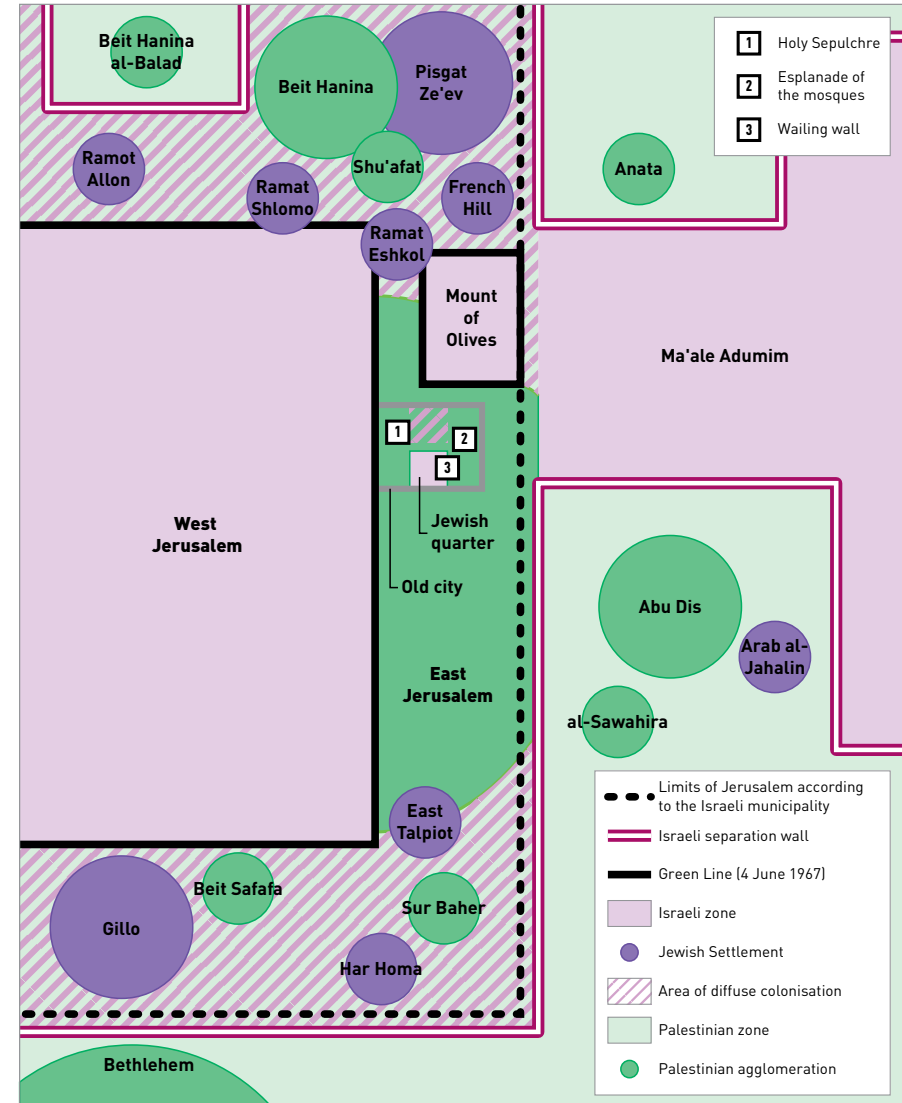 Beit Hanina
al-Balad
Beit Hanina
Pisgat
Ze'ev
1
Holy Sepulchre
2
Esplanade of
the mosques
3
Wailing wall
Ramot
Allon
Ramat
Shlomo
Shu'afat
French
Hill
Anata
Ramat
Eshkol
Mount
of
Olives
Ma'ale Adumim
1
2
3
West
Jerusalem
Jewish
quarter
Old city
East
Jerusalem
Abu Dis
Arab al-
Jahalin
al-Sawahira
East
Talpiot
Gillo
Beit Safafa
Sur Baher
Har Homa
Bethlehem
Limits of Jerusalem according
to the Israeli municipality
Israeli separation wall
Green Line (4 June 1967)
Israeli zone
Jewish Settlement
Area of diffuse colonisation
Palestinian zone
Palestinian agglomeration